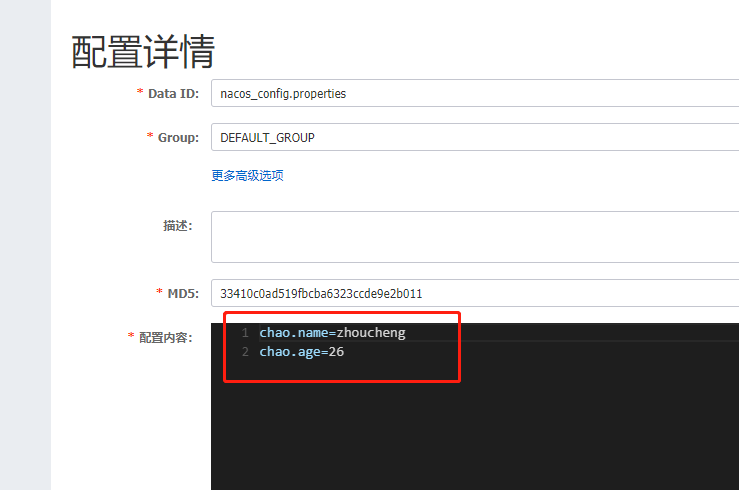 配置详情
* Data ID: nacos_config.properties
* Group: DEFAULT_GROUP
更多高级选项
描述:
* MD5: 33410c0ad519fbcba6323ccde9e2b011
* 配置内容:
1 chao.name=zhoucheng
2 chao.age=26